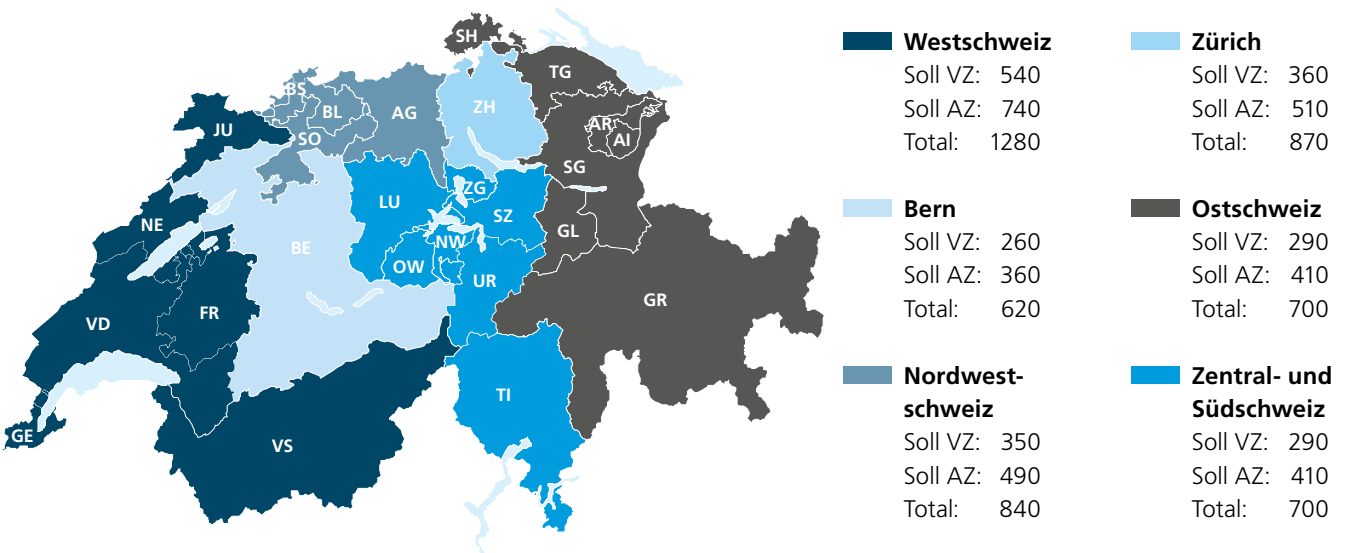 SH
TG
BS
BL
AG
ZH
AR
AI
JU
SO
SG
ZG
LU
SZ
NE
NW
GL
BE
OW
UR
GR
FR
VD
TI
GE
VS
Westschweiz
Soll VZ: 540
Soll AZ: 740
Total: 1280
Zürich
Soll VZ: 360
Soll AZ: 510
Total: 870
Bern
Soll VZ: 260
Soll AZ: 360
Total: 620
Ostschweiz
Soll VZ: 290
Soll AZ: 410
Total: 700
Nordwest-
schweiz
Soll VZ: 350
Soll AZ: 490
Total: 840
Zentral- und
Südschweiz
Soll VZ: 290
Soll AZ: 410
Total: 700